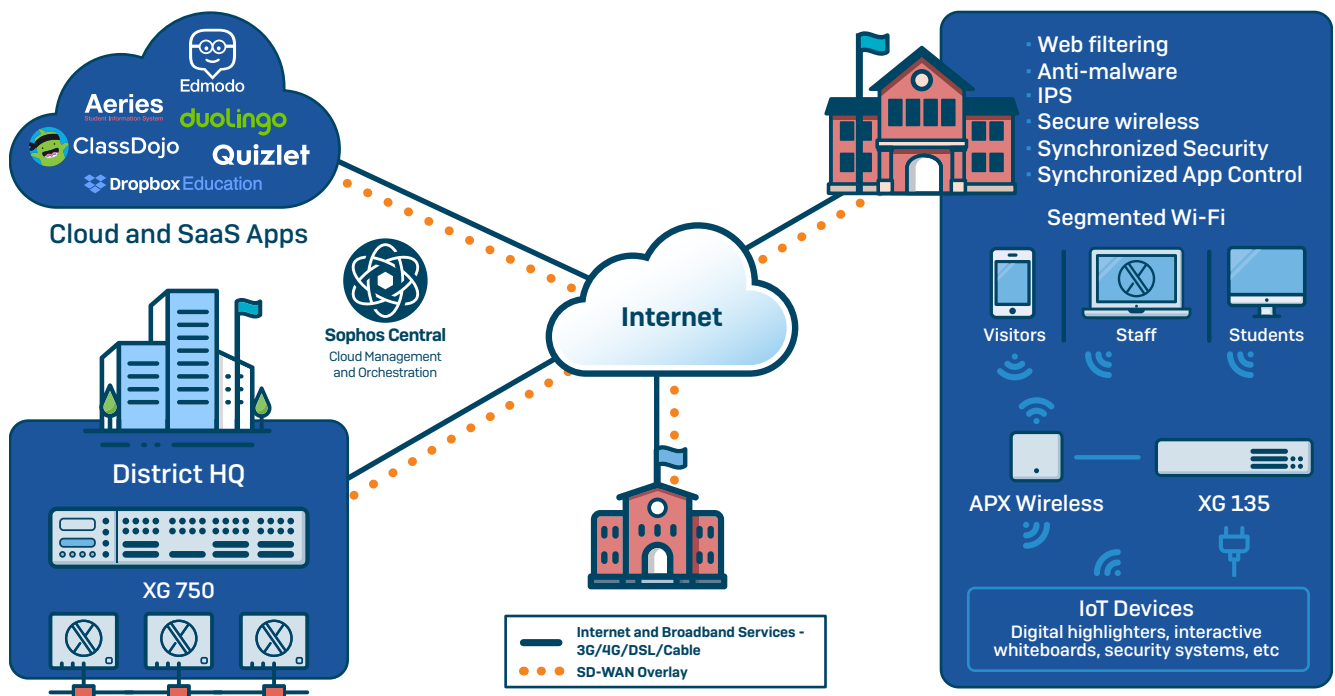 Edmodo
Aeries
Student Information System
duolingo
ClassDojo
Quizlet
Dropbox Education
Cloud and SaaS Apps
Sophos Central
Cloud Management
and Orchestration
District HQ
XG 750
Internet
Internet and Broadband Services -
3G/4G/DSL/Cable
SD-WAN Overlay
· Web filtering
· Anti-malware
· IPS
· Secure wireless
· Synchronized Security
· Synchronized App Control
Segmented Wi-Fi
Visitors
Staff
Students
APX Wireless
XG 135
IoT Devices
Digital highlighters, interactive
whiteboards, security systems, etc